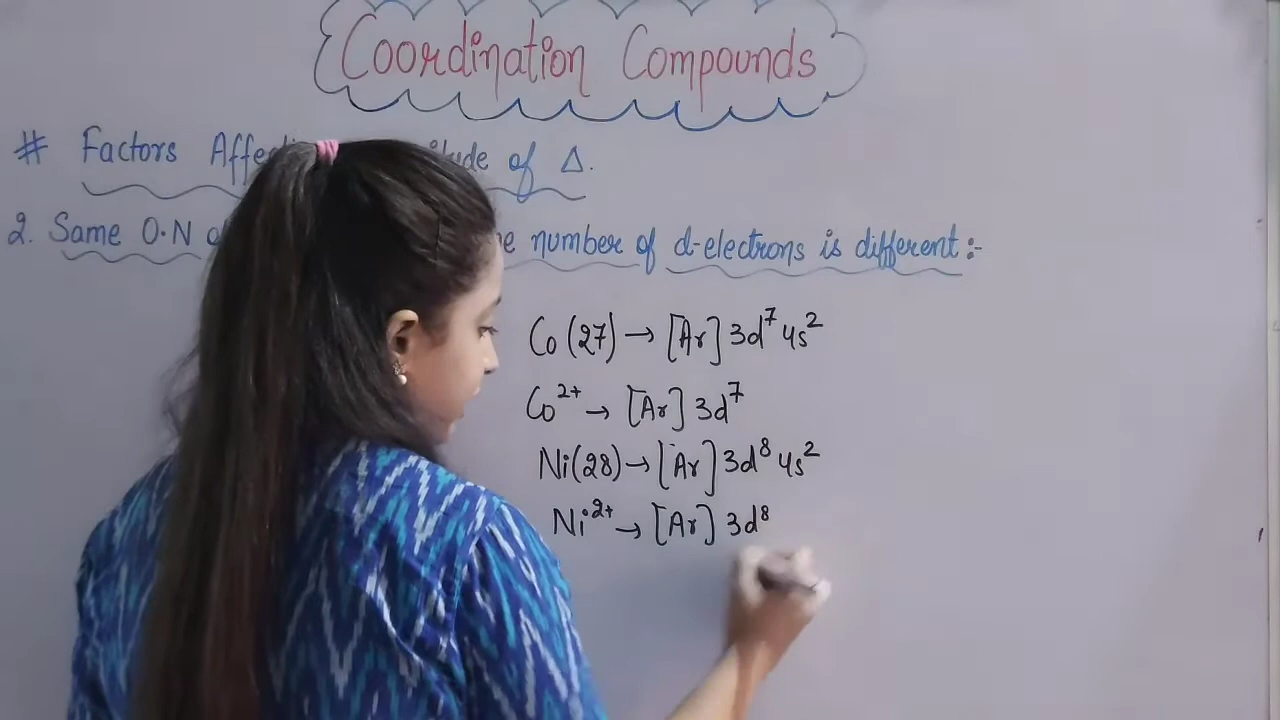 Coordination Compounds
# Factors of Δ.
2. Same O.N number of d-electrons is different :-
Co (27) → [Ar] 3d⁷ 4s²
Co²⁺ → [Ar] 3d⁷
Ni(28) → [Ar] 3d⁸ 4s²
Ni²⁺ → [Ar] 3d⁸